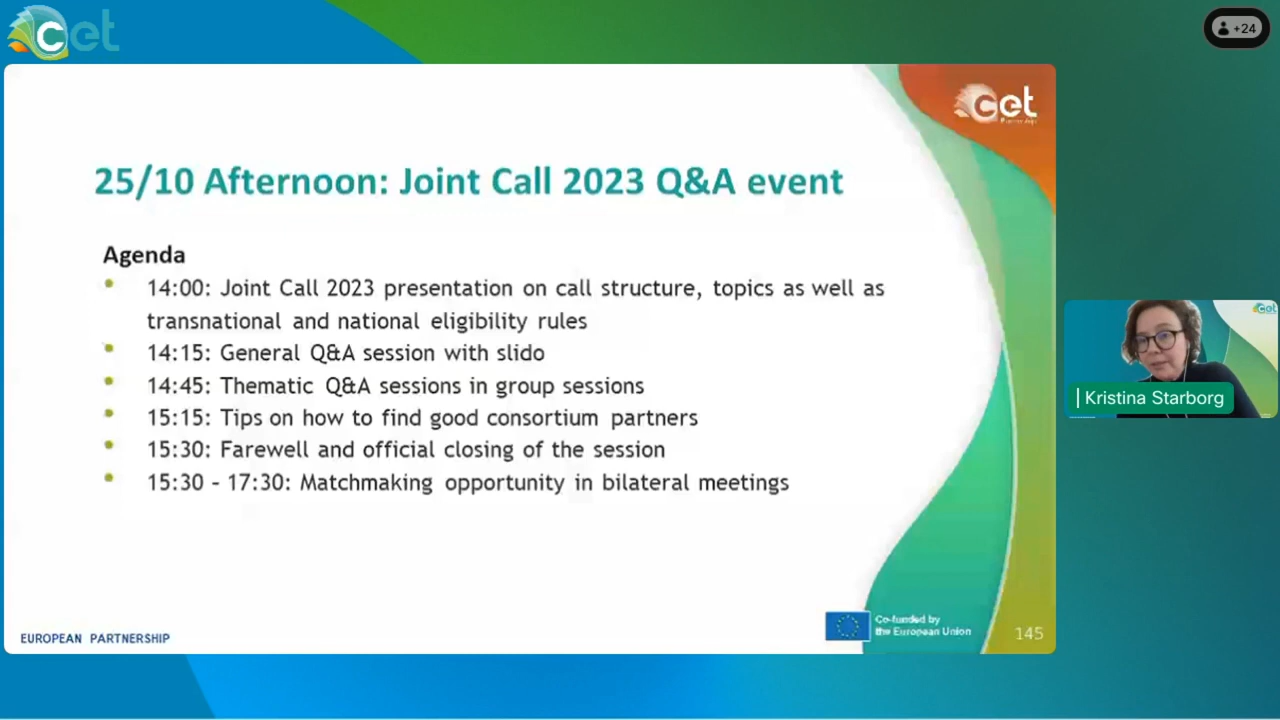 cet
+24
cet
25/10 Afternoon: Joint Call 2023 Q&A event
Agenda
• 14:00: Joint Call 2023 presentation on call structure, topics as well as
transnational and national eligibility rules
• 14:15: General Q&A session with slido
• 14:45: Thematic Q&A sessions in group sessions
• 15:15: Tips on how to find good consortium partners
• 15:30: Farewell and official closing of the session
• 15:30 – 17:30: Matchmaking opportunity in bilateral meetings
cet
Kristina Starborg
Co-funded by
the European Union
EUROPEAN PARTNERSHIP
145